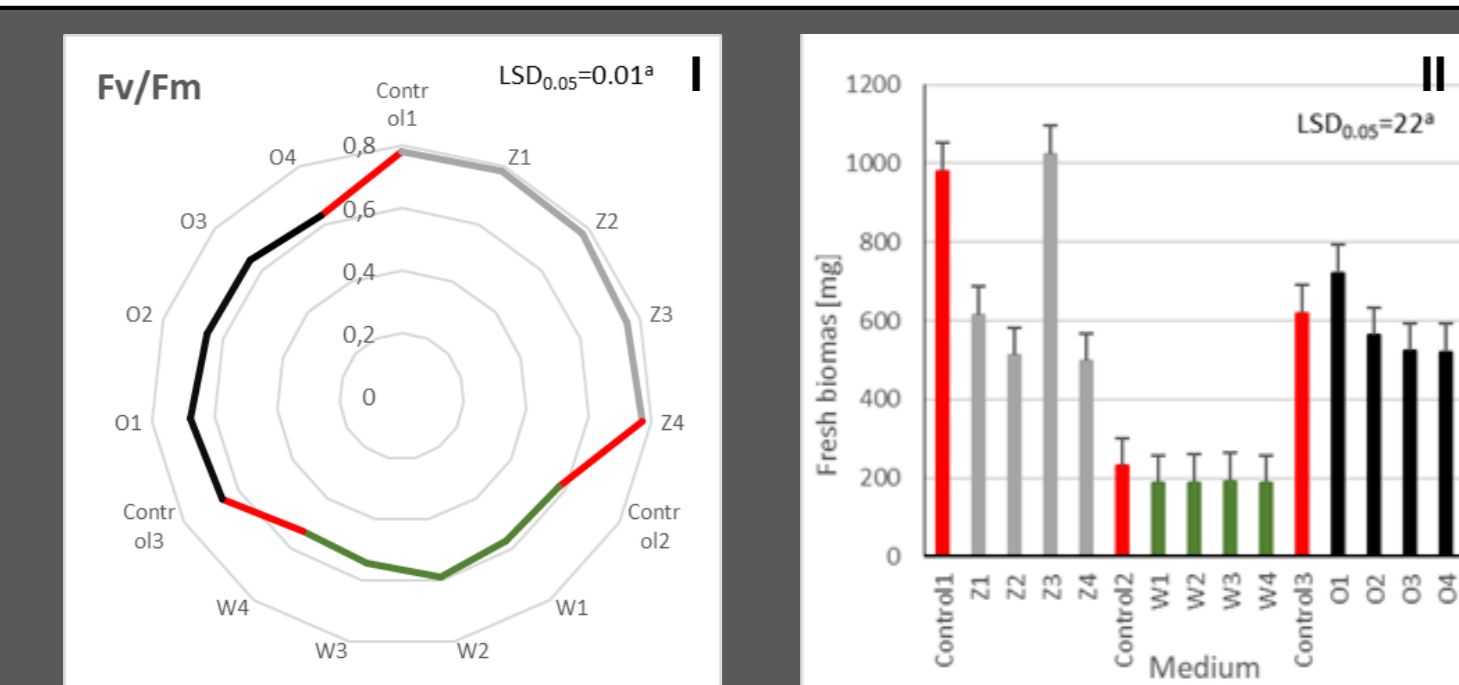 Fv/Fm
LSD0.05=0.01ª
I
Contr
ol1
Z1
Z2
Z3
Z4
Contr
ol2
W1
W2
W3
W4
Contr
ol3
O1
O2
O3
O4
0,8
0,6
0,4
0,2
0
II
LSD0.05=22ª
Fresh biomas [mg]
1200
1000
800
600
400
200
0
Control1
Z1
Z2
Z3
Z4
Control2
W1
W2
W3
W4
Control3
O1
O2
O3
O4
Medium